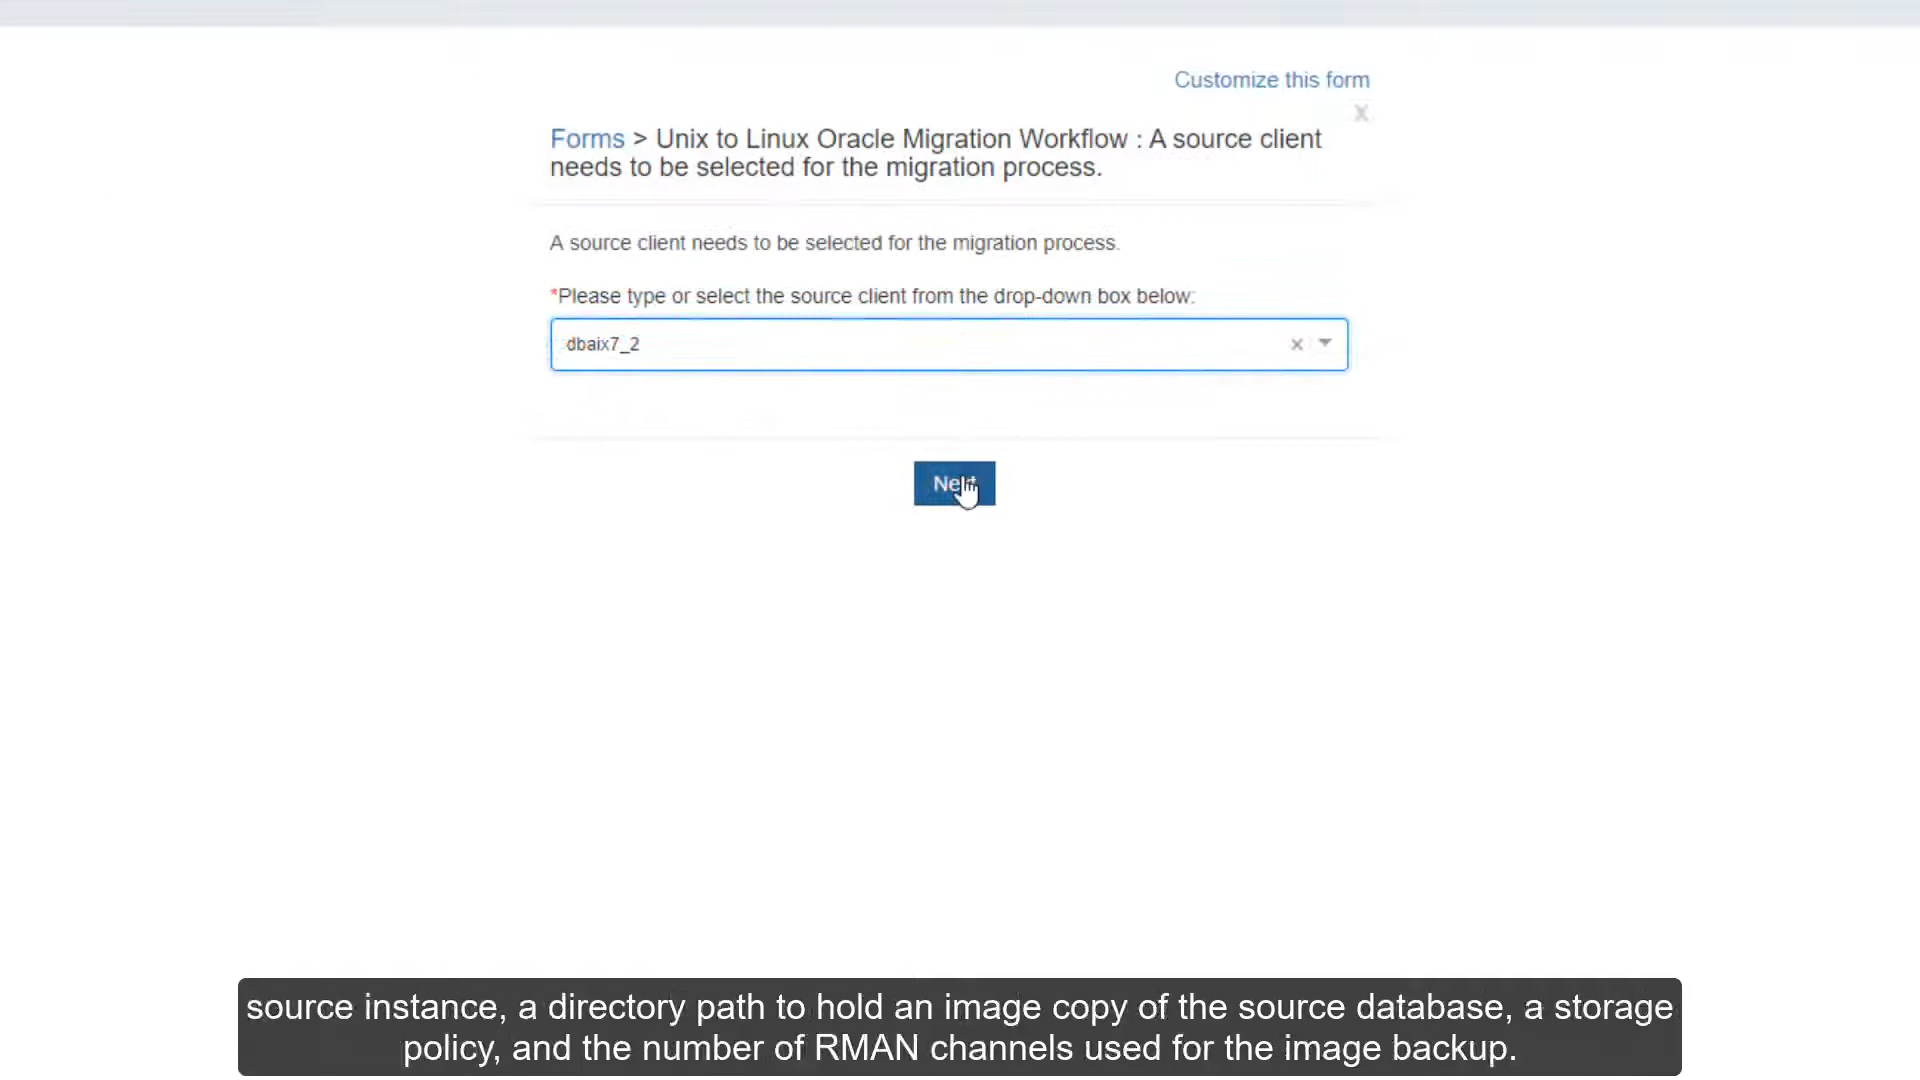 Customize this form
X
Forms > Unix to Linux Oracle Migration Workflow : A source client
needs to be selected for the migration process.
A source client needs to be selected for the migration process.
*Please type or select the source client from the drop-down box below:
dbaix7_2
Next
source instance, a directory path to hold an image copy of the source database, a storage
policy, and the number of RMAN channels used for the image backup.